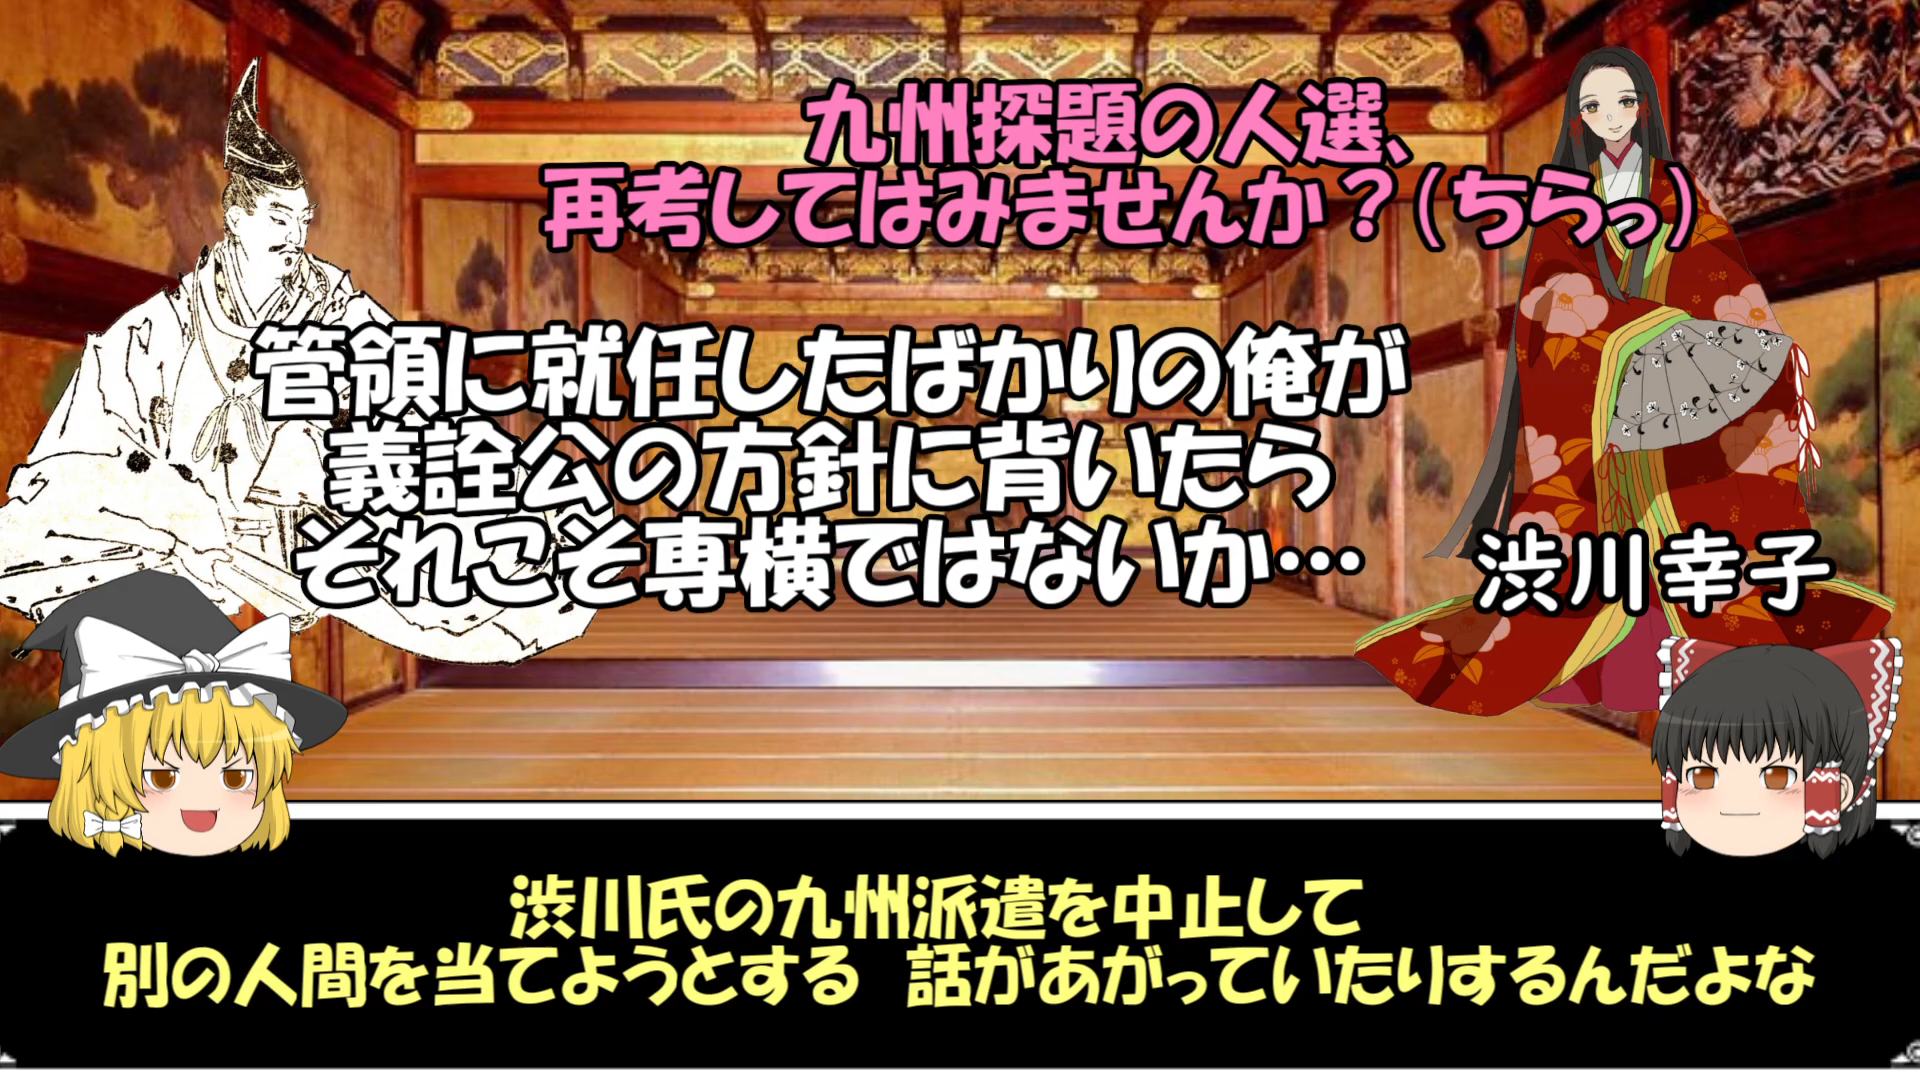 九州探題の人選、
再考してはみませんか？(ちらっ)
管領に就任したばかりの俺が
義詮公の方針に背いたら
それこそ専横ではないか…
渋川幸子
渋川氏の九州派遣を中止して
別の人間を当てようとする　話があがっていたりするんだよな